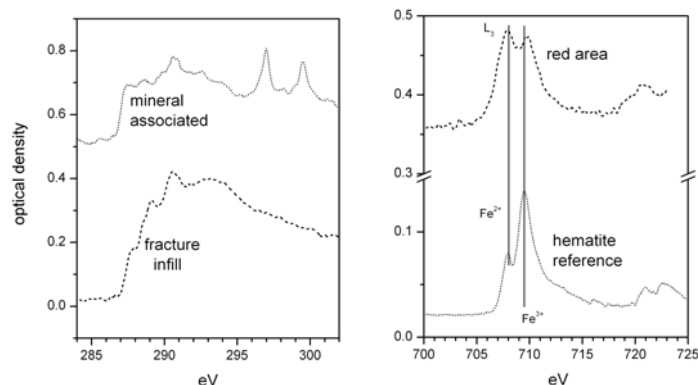 optical density
0.8
0.6
0.4
0.2
0.0
mineral
associated
fracture
infill
285
290
295
300
eV
0.5
0.4
0.3
0.1
0.0
L3
red area
Fe2+
hematite
reference
Fe3+
700
705
710
715
720
725
eV